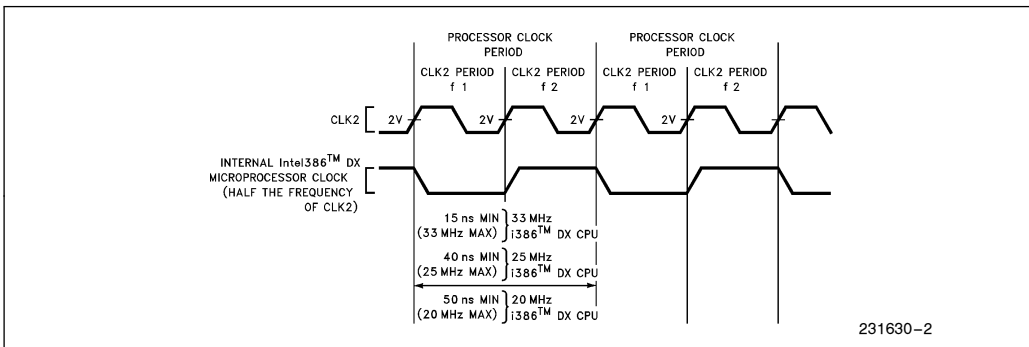 PROCESSOR CLOCK PERIOD
PROCESSOR CLOCK PERIOD
CLK2 PERIOD f 1
CLK2 PERIOD f 2
CLK2 PERIOD f 1
CLK2 PERIOD f 2
CLK2
2V
2V
2V
2V
INTERNAL Intel386™ DX
MICROPROCESSOR CLOCK
(HALF THE FREQUENCY
OF CLK2)
15 ns MIN } 33 MHz
(33 MHz MAX) } i386™ DX CPU
40 ns MIN } 25 MHz
(25 MHz MAX) } i386™ DX CPU
50 ns MIN } 20 MHz
(20 MHz MAX) } i386™ DX CPU
231630-2